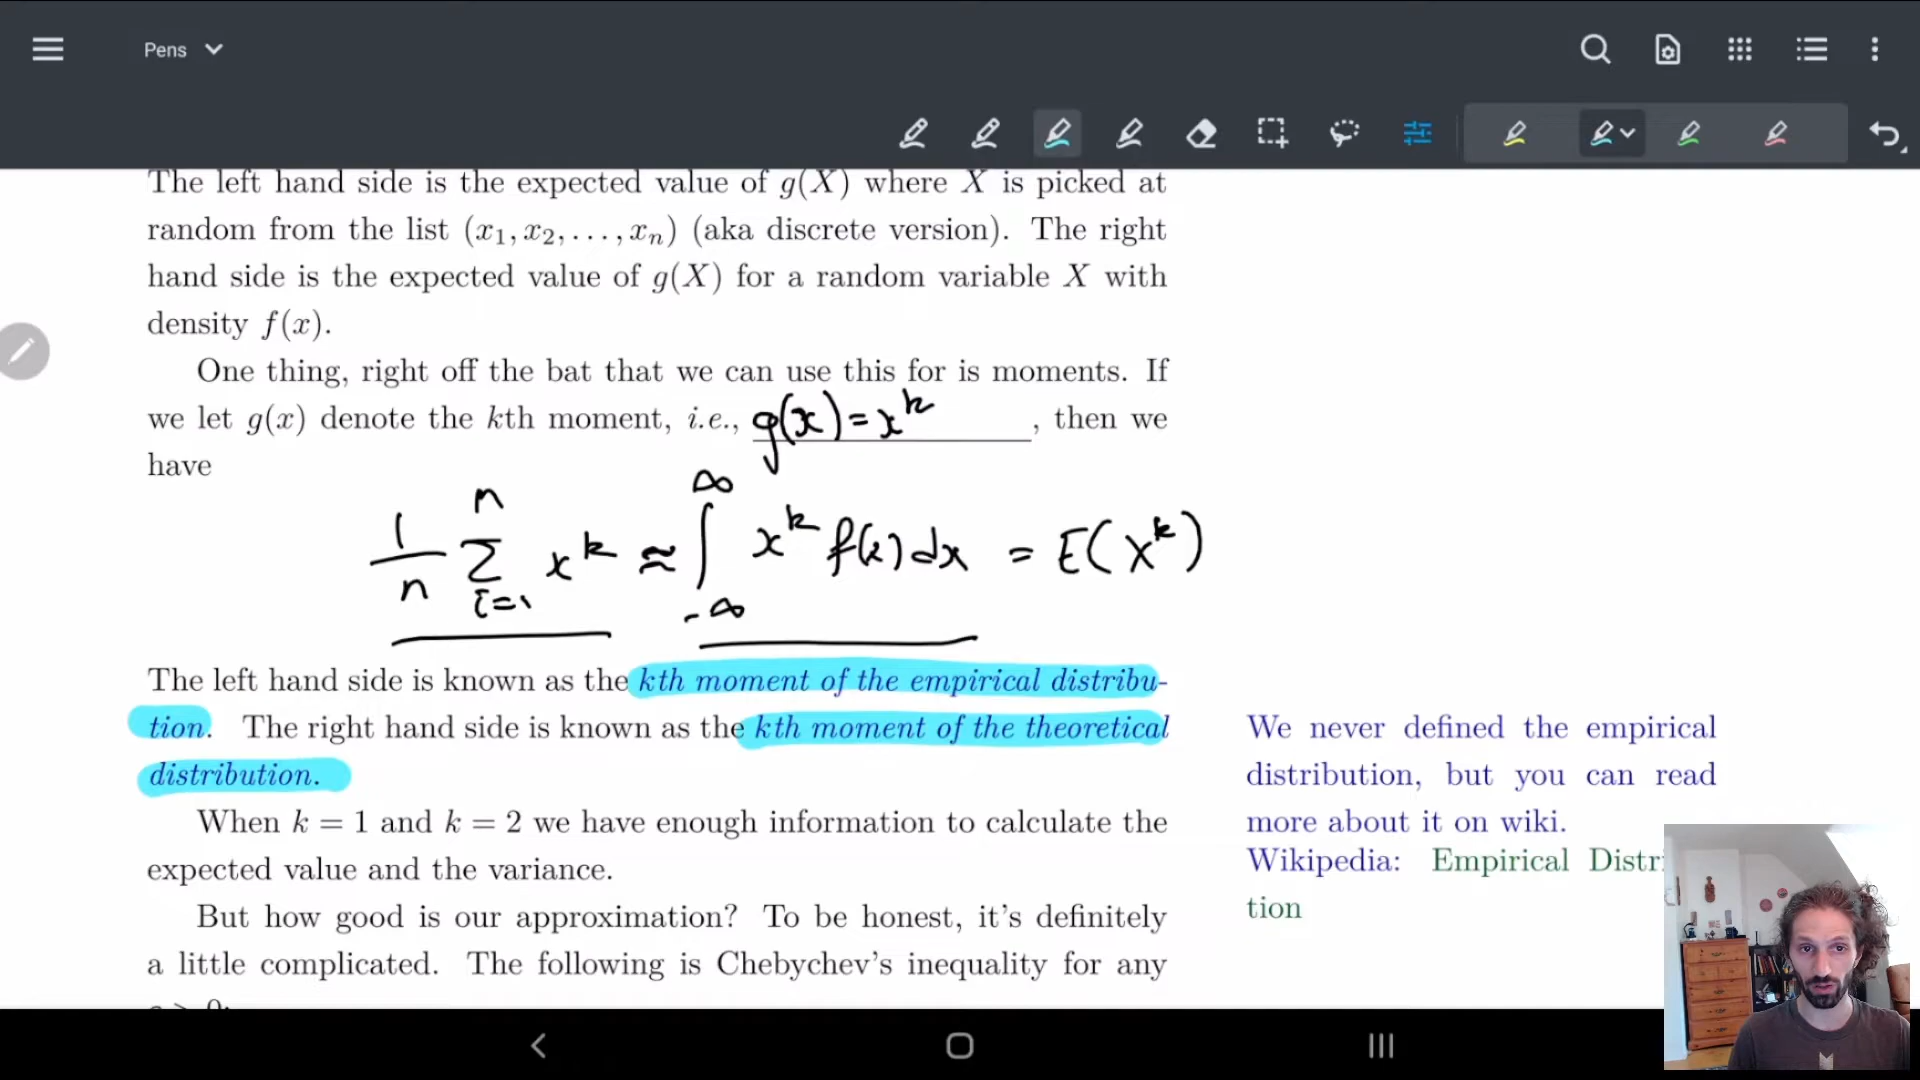 Pens
The left hand side is the expected value of g(X) where X is picked at
random from the list (x₁, x₂, . . . , xₙ) (aka discrete version). The right
hand side is the expected value of g(X) for a random variable X with
density f(x).
One thing, right off the bat that we can use this for is moments. If
we let g(x) denote the kth moment, i.e., g(x) = x^k, then we
have
1/n Σ_{i=1}^{n} x^k ≈ ∫_{-∞}^{∞} x^k f(x) dx = E(X^k)
The left hand side is known as the kth moment of the empirical distribu-
tion. The right hand side is known as the kth moment of the theoretical
distribution.
When k = 1 and k = 2 we have enough information to calculate the
expected value and the variance.
But how good is our approximation? To be honest, it's definitely
a little complicated. The following is Chebychev's inequality for any
We never defined the empirical
distribution, but you can read
more about it on wiki.
Wikipedia: Empirical Distri
tion